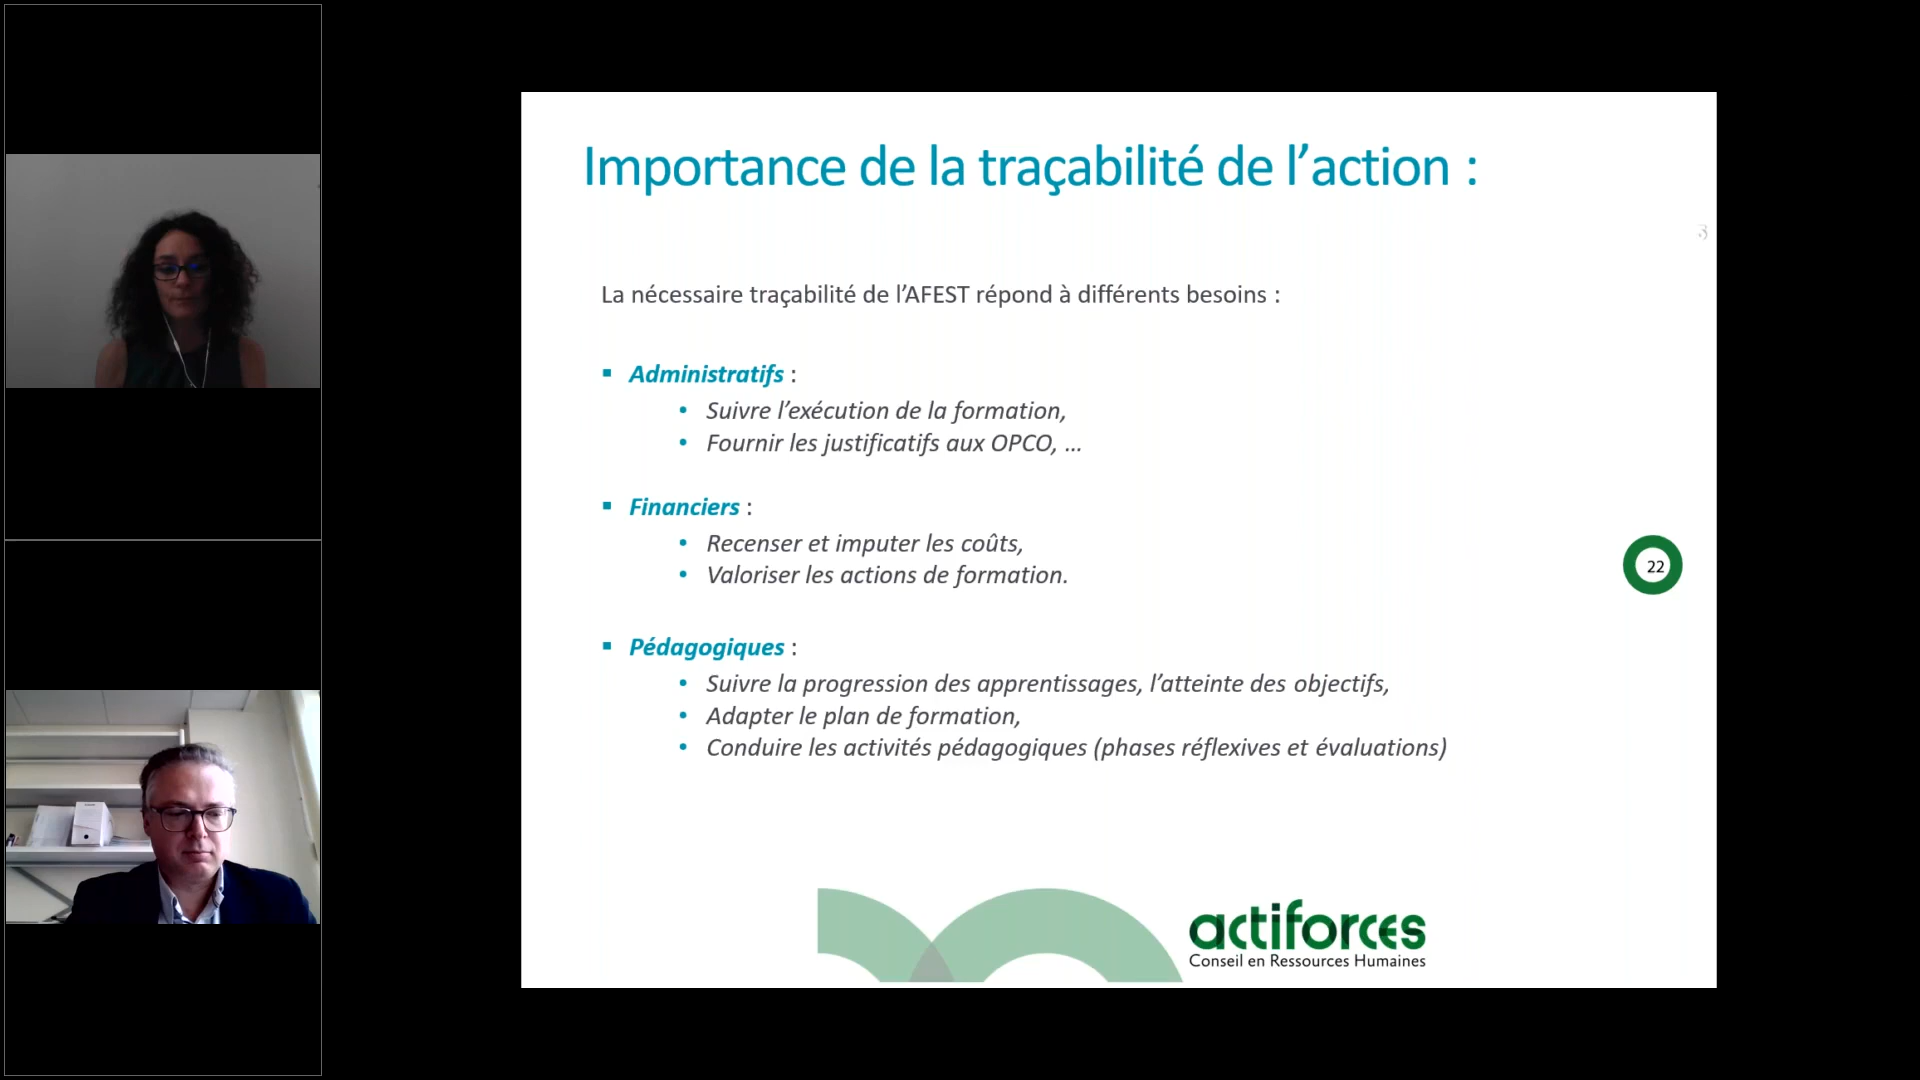 Importance de la traçabilité de l’action :
3
La nécessaire traçabilité de l’AFEST répond à différents besoins :
▪ Administratifs :
• Suivre l’exécution de la formation,
• Fournir les justificatifs aux OPCO, ...
▪ Financiers :
• Recenser et imputer les coûts,
• Valoriser les actions de formation.
22
▪ Pédagogiques :
• Suivre la progression des apprentissages, l’atteinte des objectifs,
• Adapter le plan de formation,
• Conduire les activités pédagogiques (phases réflexives et évaluations)
actiforces
Conseil en Ressources Humaines